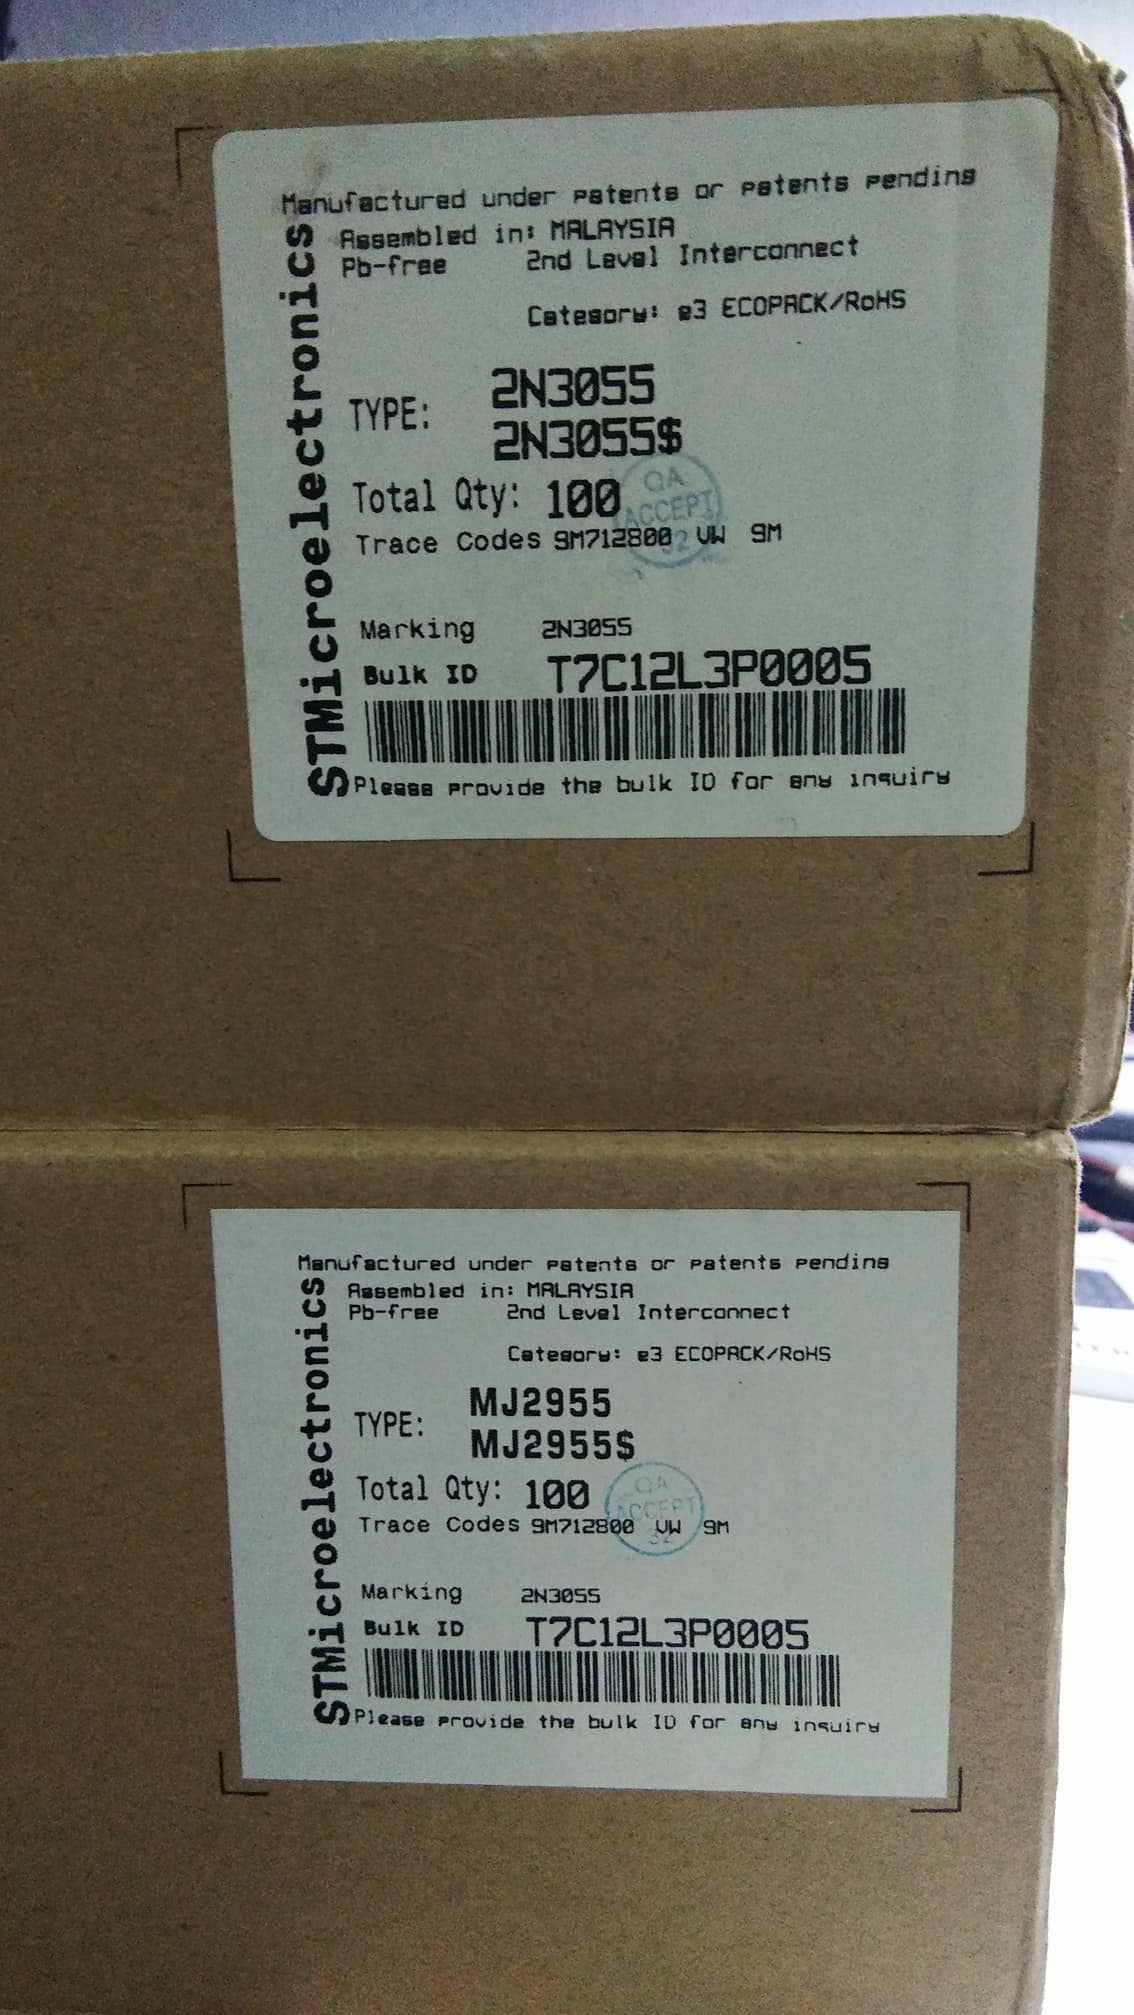 Manufactured under patents or patents pending
STMicroelectronics
Assembled in: MALAYSIA
Pb-free 2nd Level Interconnect
Category: e3 ECOPACK/RoHS
TYPE: 2N3055
2N3055$
Total Qty: 100
QA
ACCEPT
32
Trace Codes 9M712800 VW 9M
Marking 2N3055
Bulk ID T7C12L3P0005
Please provide the bulk ID for any inquiry
Manufactured under patents or patents pending
STMicroelectronics
Assembled in: MALAYSIA
Pb-free 2nd Level Interconnect
Category: e3 ECOPACK/RoHS
TYPE: MJ2955
MJ2955$
Total Qty: 100
QA
ACCEPT
32
Trace Codes 9M712800 VW 9M
Marking 2N3055
Bulk ID T7C12L3P0005
Please provide the bulk ID for any inquiry